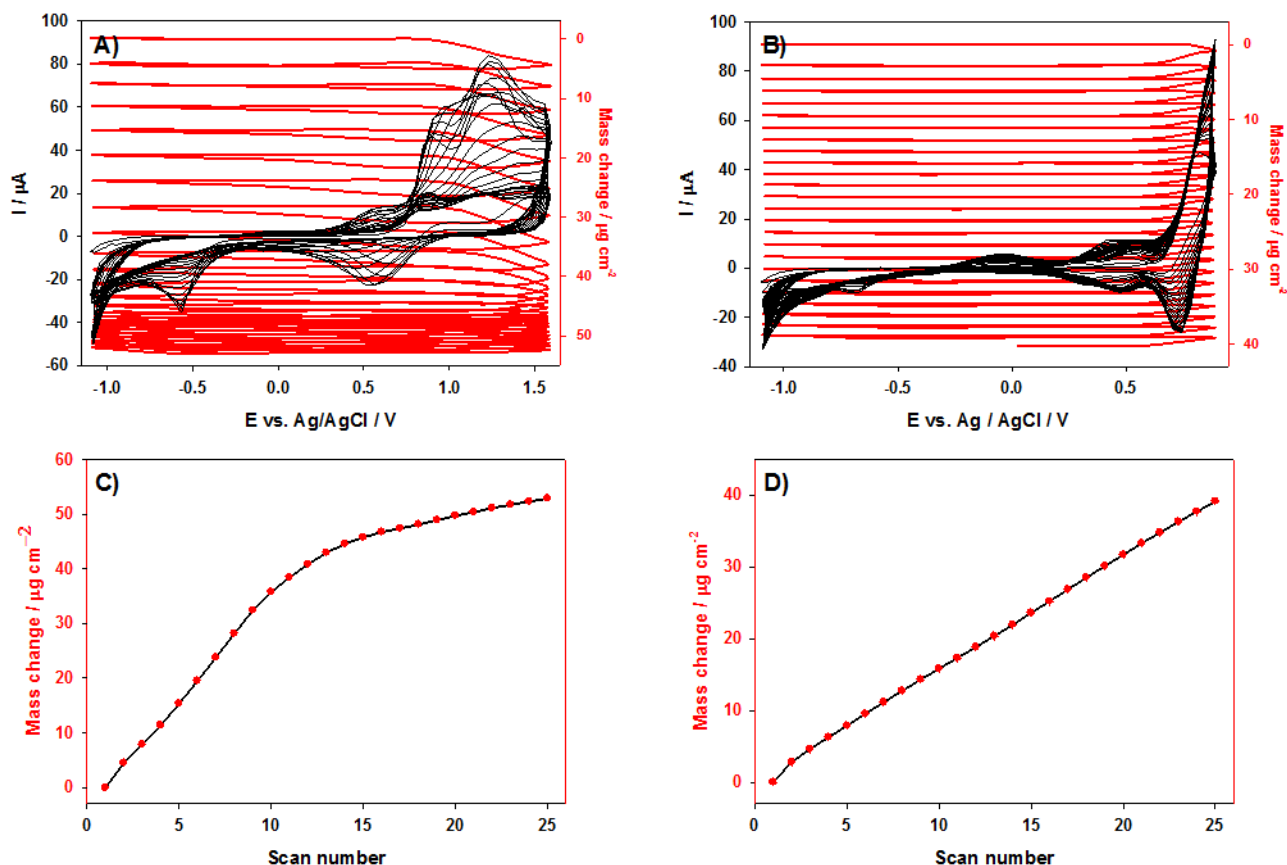 A)
100
80
60
40
20
0
-20
-40
-60
I / µA
-1.0 -0.5 0.0 0.5 1.0 1.5
E vs. Ag/AgCl / V
0
10
20
30
40
50
Mass change / µg cm-2
B)
100
80
60
40
20
0
-20
-40
I / µA
-1.0 -0.5 0.0 0.5
E vs. Ag / AgCl / V
0
10
20
30
40
Mass change / µg cm-2
C)
60
50
40
30
20
10
0
Mass change / µg cm−2
0 5 10 15 20 25
Scan number
D)
40
30
20
10
0
Mass change / µg cm-2
0 5 10 15 20 25
Scan number